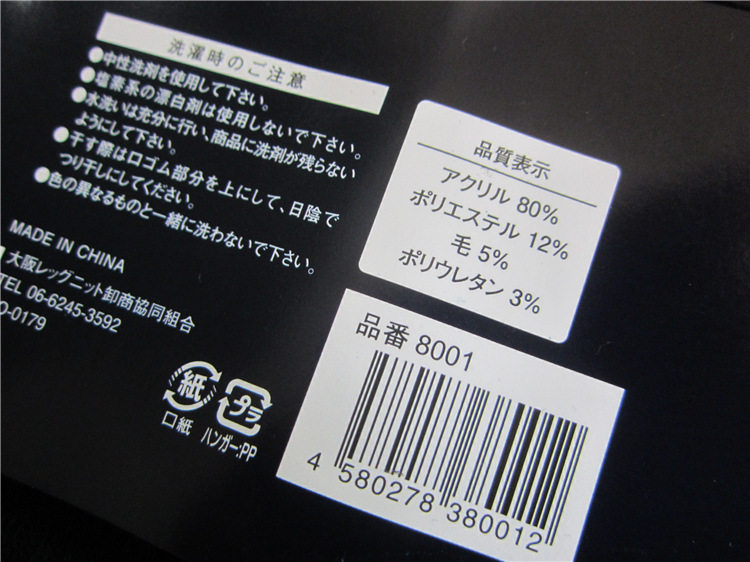 洗濯時のご注意
●中性洗剤を使用して下さい。
●塩素系の漂白剤は使用しないで下さい。
●水洗いは充分に行い、商品に洗剤が残らない
ようにして下さい。
●干す際は口ゴム部分を上にして、日陰で
つり干しにしてください。
●色の異なるものと一緒に洗わないで下さい。
MADE IN CHINA
大阪レッグニット卸商協同組合
TEL 06-6245-3592
O-0179
紙
口紙
プラ
ハンガー:PP
品質表示
アクリル 80%
ポリエステル 12%
毛 5%
ポリウレタン 3%
品番 8001
4 580278 380012